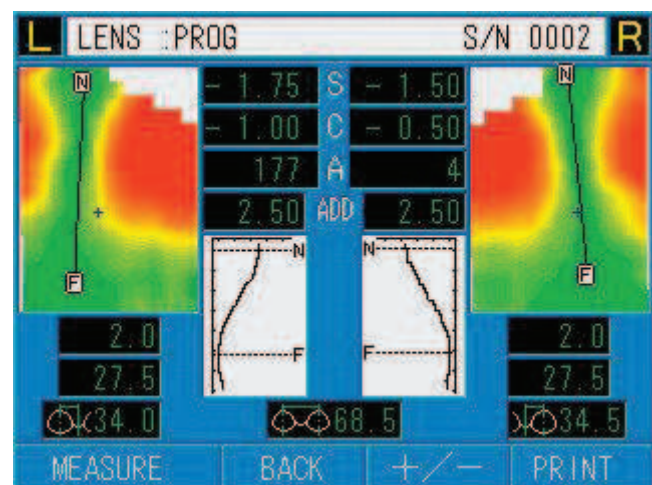 L LENS :PROG S/N 0002 R
N N
- 1.75 S - 1.50
- 1.00 C - 0.50
177 A 4
2.50 ADD 2.50
N N
F F
F F
2.0 2.0
27.5 27.5
34.0 68.5 34.5
MEASURE BACK +/- PRINT